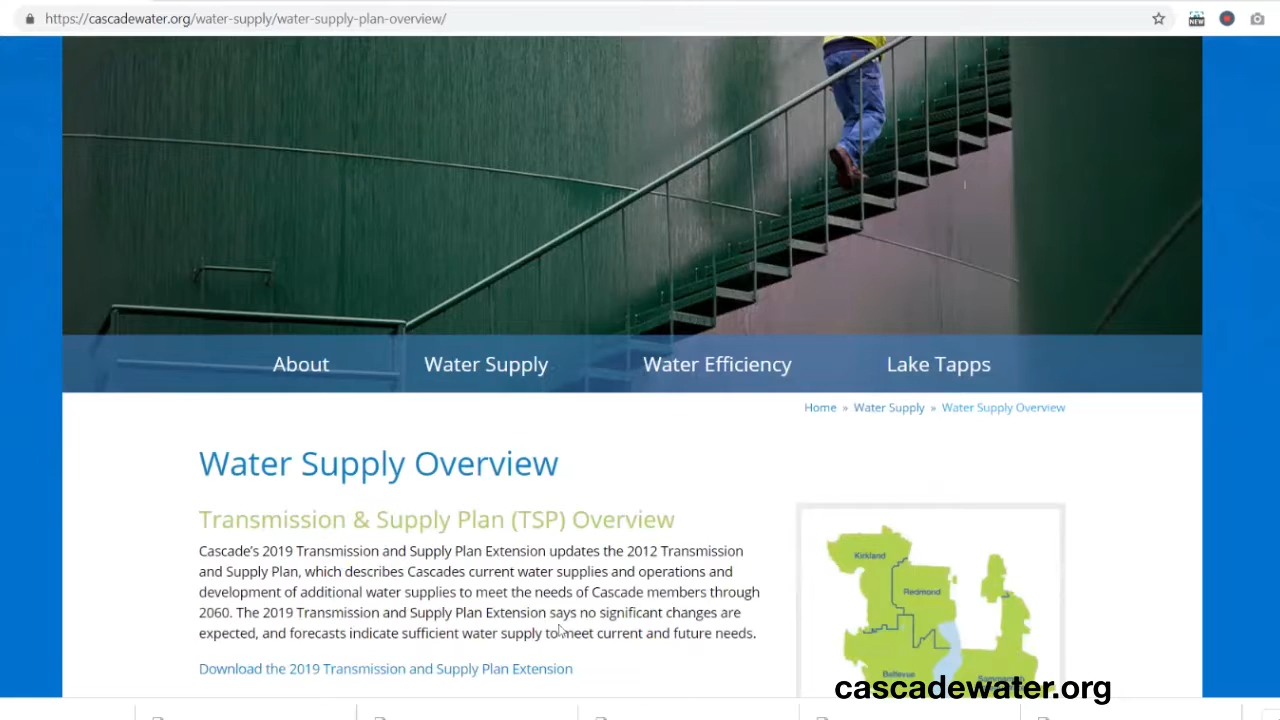 https://cascadewater.org/water-supply/water-supply-plan-overview/
NEW
About Water Supply Water Efficiency Lake Tapps
Home » Water Supply » Water Supply Overview
Water Supply Overview
Transmission & Supply Plan (TSP) Overview
Cascade's 2019 Transmission and Supply Plan Extension updates the 2012 Transmission
and Supply Plan, which describes Cascades current water supplies and operations and
development of additional water supplies to meet the needs of Cascade members through
2060. The 2019 Transmission and Supply Plan Extension says no significant changes are
expected, and forecasts indicate sufficient water supply to meet current and future needs.
Download the 2019 Transmission and Supply Plan Extension
Kirkland
Redmond
Bellevue
cascadewater.org